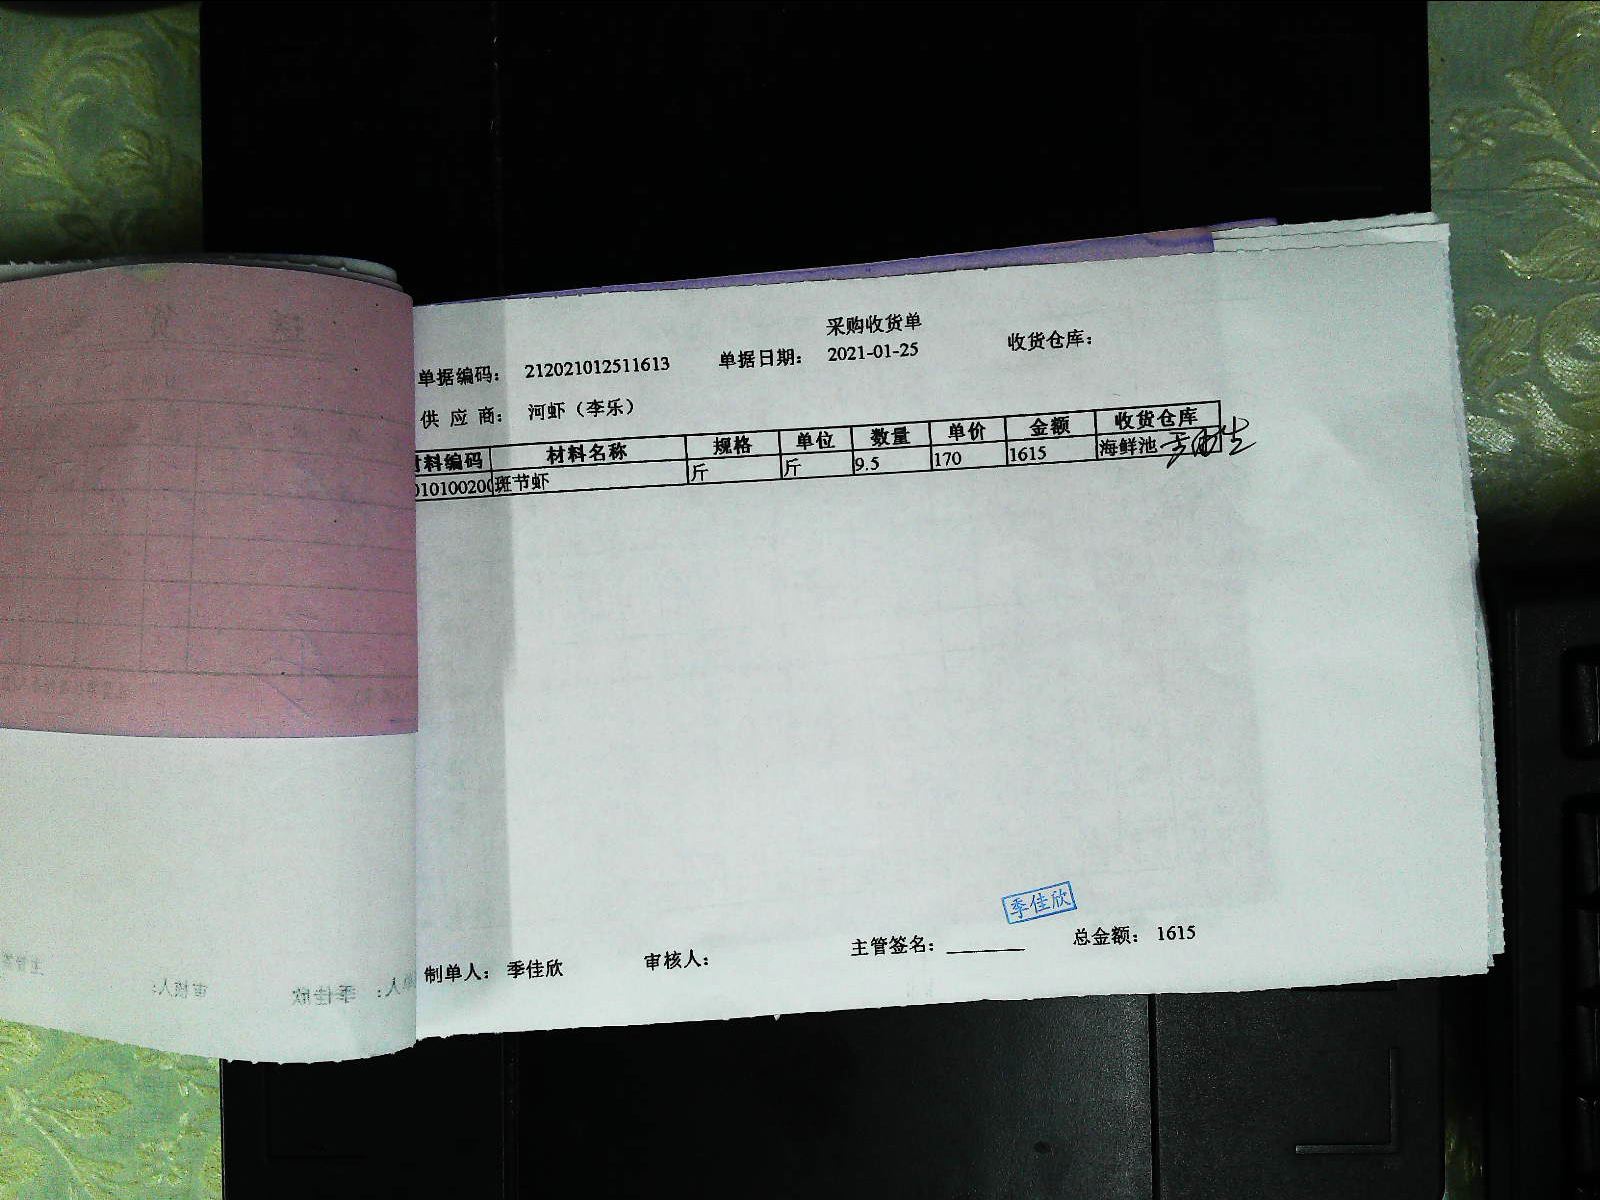 采购收货单
单据编码： 212021012511613 单据日期： 2021-01-25 收货仓库：
供 应 商： 河虾（李乐）
材料编码 材料名称 规格 单位 数量 单价 金额 收货仓库
01010020 斑节虾 斤 斤 9.5 170 1615 海鲜池
季佳欣
制单人： 季佳欣 审核人： 主管签名：________ 总金额： 1615